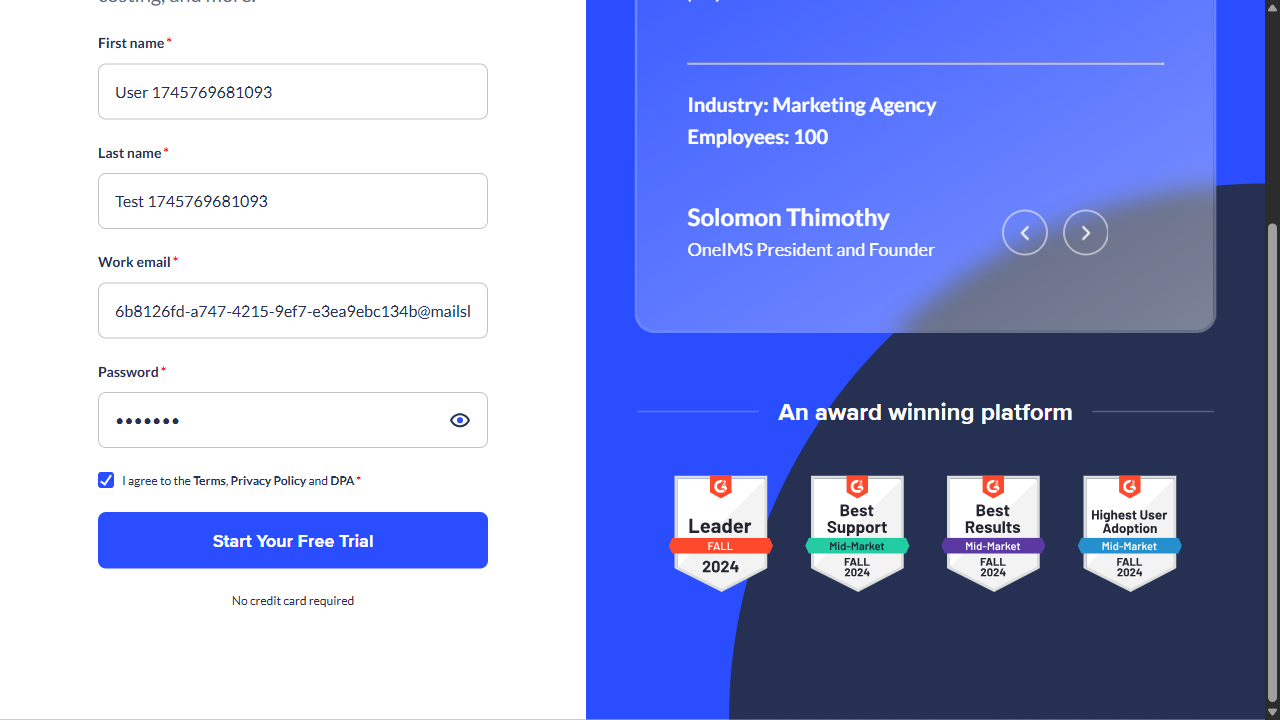 costing, and more.
First name*
User 1745769681093
Last name*
Test 1745769681093
Work email*
6b8126fd-a747-4215-9ef7-e3ea9ebc134b@mailsl
Password*
•••••••
I agree to the Terms, Privacy Policy and DPA *
Start Your Free Trial
No credit card required
Industry: Marketing Agency
Employees: 100
Solomon Thimothy
OneIMS President and Founder
An award winning platform
Leader
FALL
2024
Best
Support
Mid-Market
FALL
2024
Best
Results
Mid-Market
FALL
2024
Highest User
Adoption
Mid-Market
FALL
2024